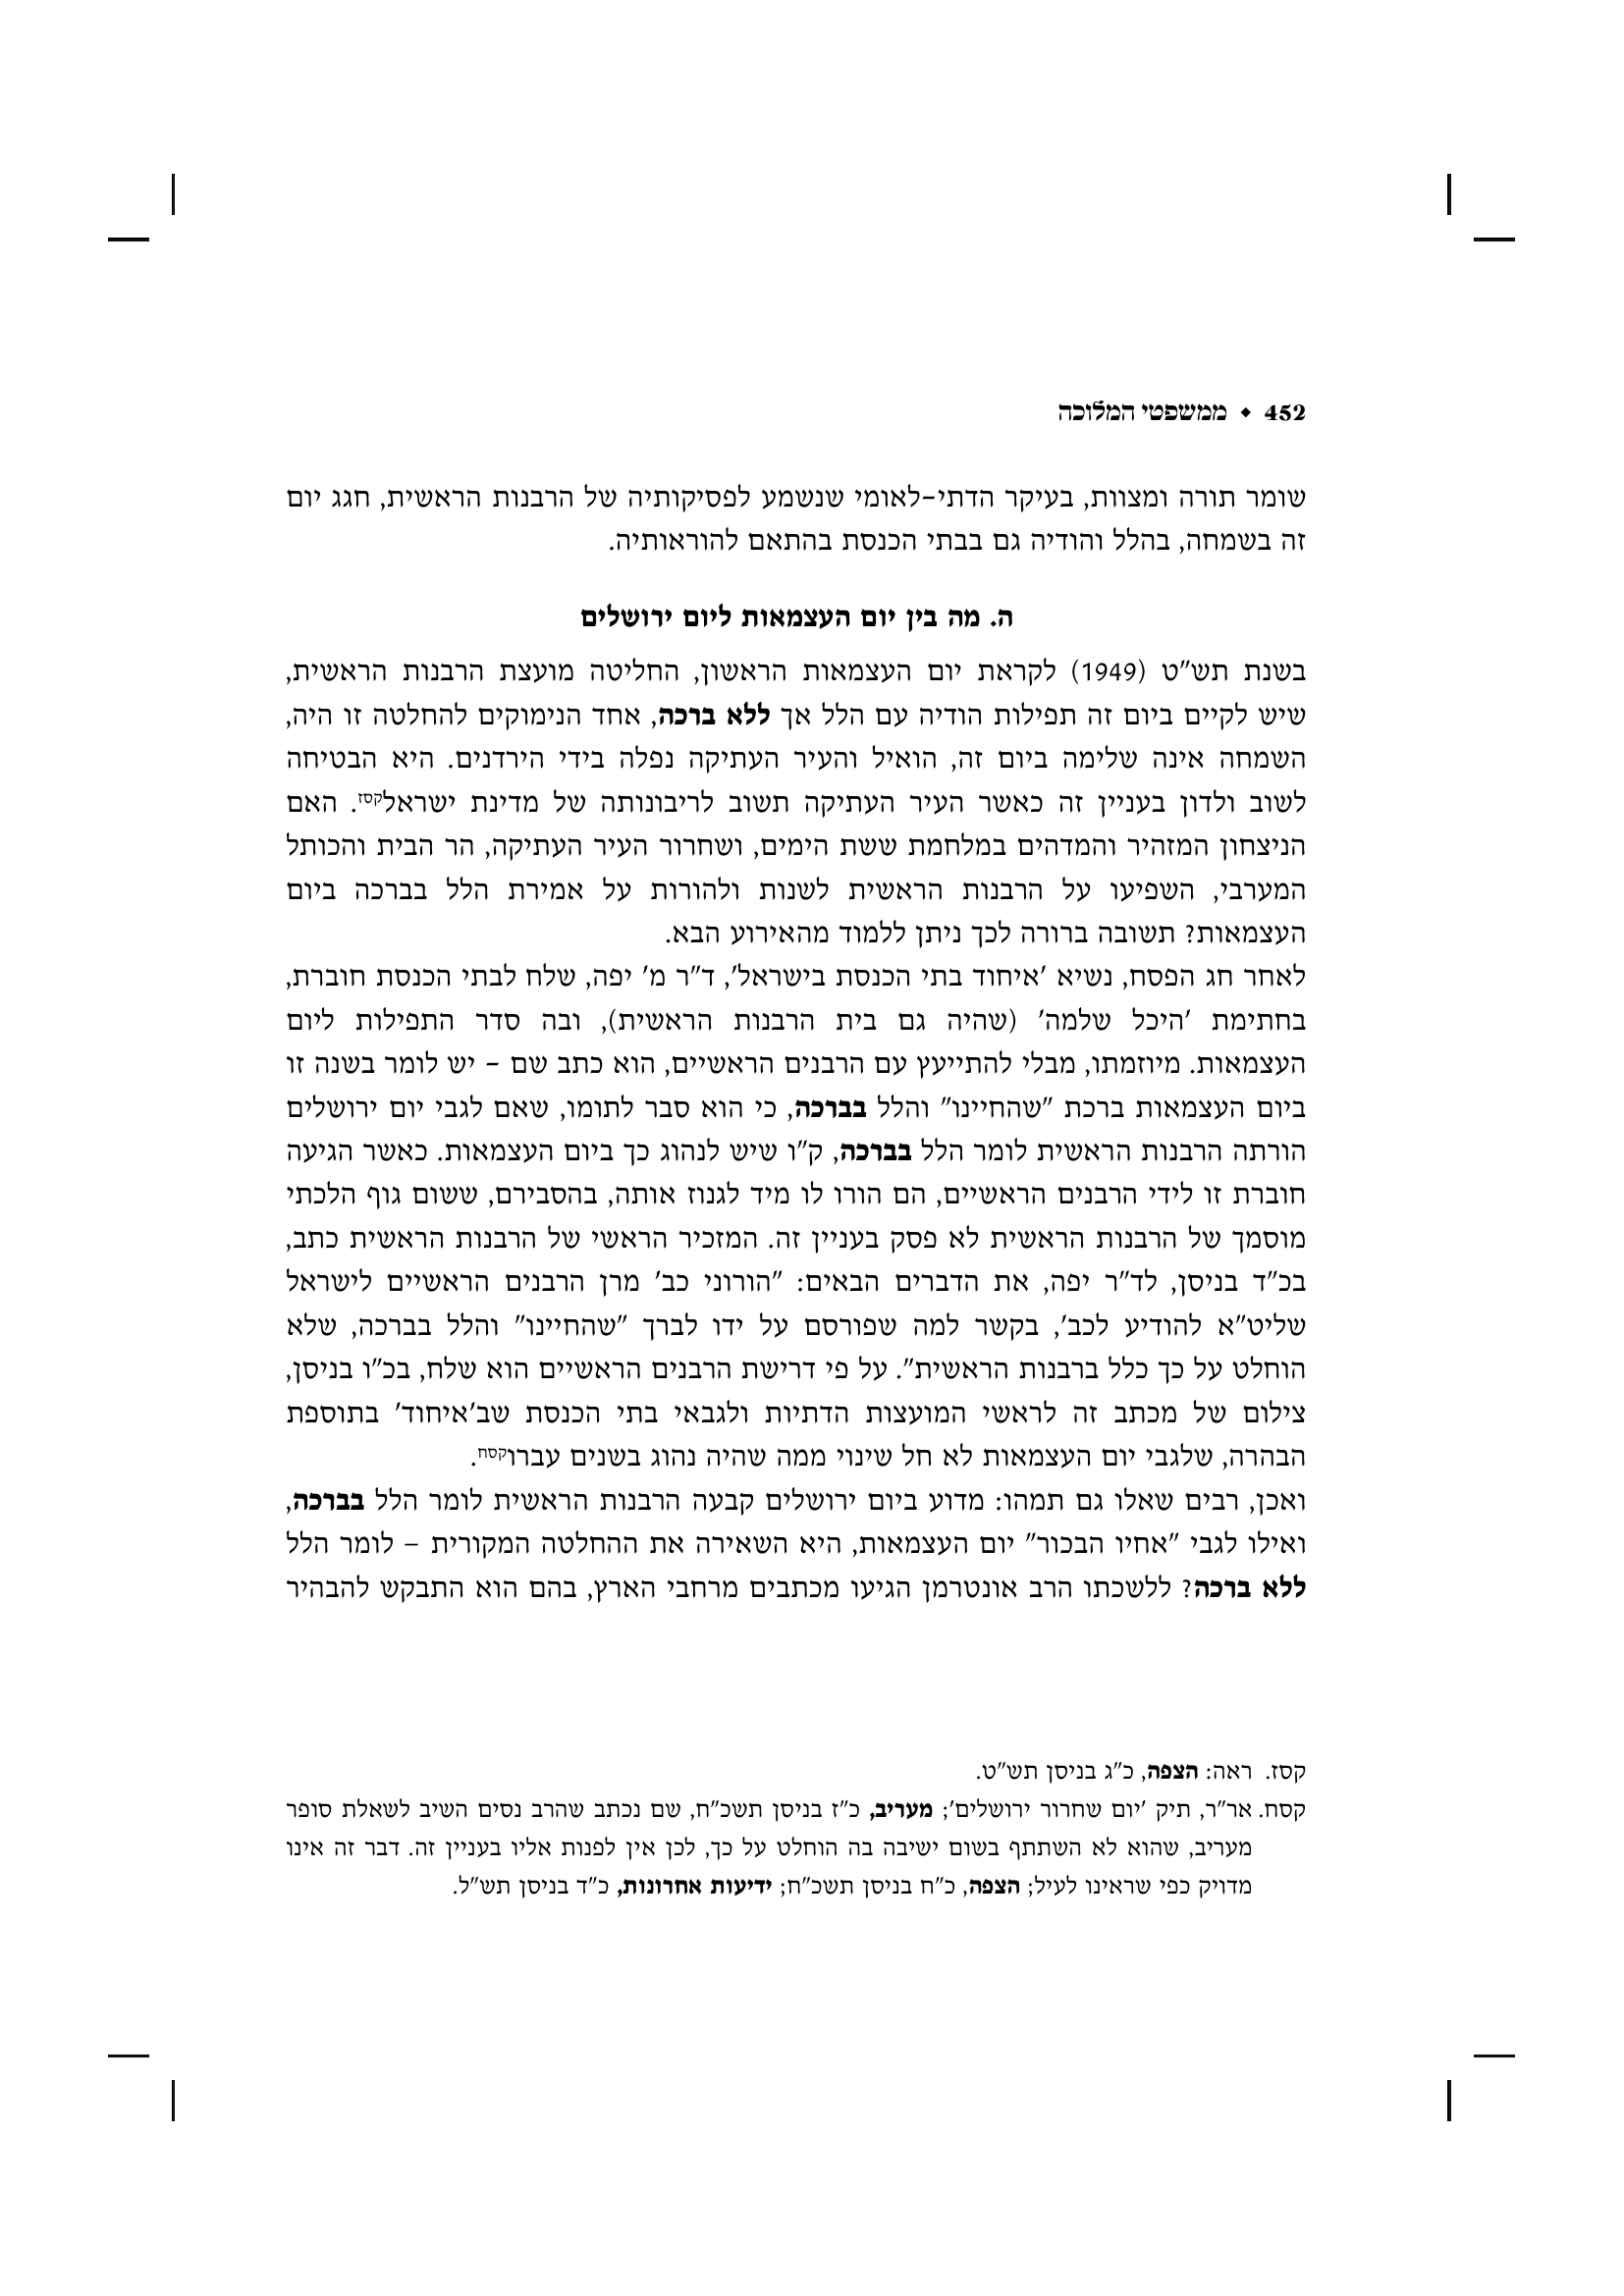 452 ◆ ממשפטי המלוכה
שומר תורה ומצוות, בעיקר הדתי-לאומי שנשמע לפסיקותיה של הרבנות הראשית, חגג יום
זה בשמחה, בהלל והודיה גם בבתי הכנסת בהתאם להוראותיה.
ה. מה בין יום העצמאות ליום ירושלים
בשנת תש"ט (1949) לקראת יום העצמאות הראשון, החליטה מועצת הרבנות הראשית,
שיש לקיים ביום זה תפילות הודיה עם הלל אך ללא ברכה, אחד הנימוקים להחלטה זו היה,
השמחה אינה שלימה ביום זה, הואיל והעיר העתיקה נפלה בידי הירדנים. היא הבטיחה
לשוב ולדון בעניין זה כאשר העיר העתיקה תשוב לריבונותה של מדינת ישראלקסז. האם
הניצחון המזהיר והמדהים במלחמת ששת הימים, ושחרור העיר העתיקה, הר הבית והכותל
המערבי, השפיעו על הרבנות הראשית לשנות ולהורות על אמירת הלל בברכה ביום
העצמאות? תשובה ברורה לכך ניתן ללמוד מהאירוע הבא.
לאחר חג הפסח, נשיא 'איחוד בתי הכנסת בישראל', ד"ר מ' יפה, שלח לבתי הכנסת חוברת,
בחתימת 'היכל שלמה' (שהיה גם בית הרבנות הראשית), ובה סדר התפילות ליום
העצמאות. מיוזמתו, מבלי להתייעץ עם הרבנים הראשיים, הוא כתב שם – יש לומר בשנה זו
ביום העצמאות ברכת "שהחיינו" והלל בברכה, כי הוא סבר לתומו, שאם לגבי יום ירושלים
הורתה הרבנות הראשית לומר הלל בברכה, ק"ו שיש לנהוג כך ביום העצמאות. כאשר הגיעה
חוברת זו לידי הרבנים הראשיים, הם הורו לו מיד לגנוז אותה, בהסבירם, ששום גוף הלכתי
מוסמך של הרבנות הראשית לא פסק בעניין זה. המזכיר הראשי של הרבנות הראשית כתב,
בכ"ד בניסן, לד"ר יפה, את הדברים הבאים: "הורוני כב' מרן הרבנים הראשיים לישראל
שליט"א להודיע לכב', בקשר למה שפורסם על ידו לברך "שהחיינו" והלל בברכה, שלא
הוחלט על כך כלל ברבנות הראשית". על פי דרישת הרבנים הראשיים הוא שלח, בכ"ו בניסן,
צילום של מכתב זה לראשי המועצות הדתיות ולגבאי בתי הכנסת שב'איחוד' בתוספת
הבהרה, שלגבי יום העצמאות לא חל שינוי ממה שהיה נהוג בשנים עברוקסח.
ואכן, רבים שאלו גם תמהו: מדוע ביום ירושלים קבעה הרבנות הראשית לומר הלל בברכה,
ואילו לגבי "אחיו הבכור" יום העצמאות, היא השאירה את ההחלטה המקורית – לומר הלל
ללא ברכה? ללשכתו הרב אונטרמן הגיעו מכתבים מרחבי הארץ, בהם הוא התבקש להבהיר
קסז. ראה: הצפה, כ"ג בניסן תש"ט.
קסח. אר"ר, תיק 'יום שחרור ירושלים'; מעריב, כ"ז בניסן תשכ"ח, שם נכתב שהרב נסים השיב לשאלת סופר
מעריב, שהוא לא השתתף בשום ישיבה בה הוחלט על כך, לכן אין לפנות אליו בעניין זה. דבר זה אינו
מדויק כפי שראינו לעיל; הצפה, כ"ח בניסן תשכ"ח; ידיעות אחרונות, כ"ד בניסן תש"ל.